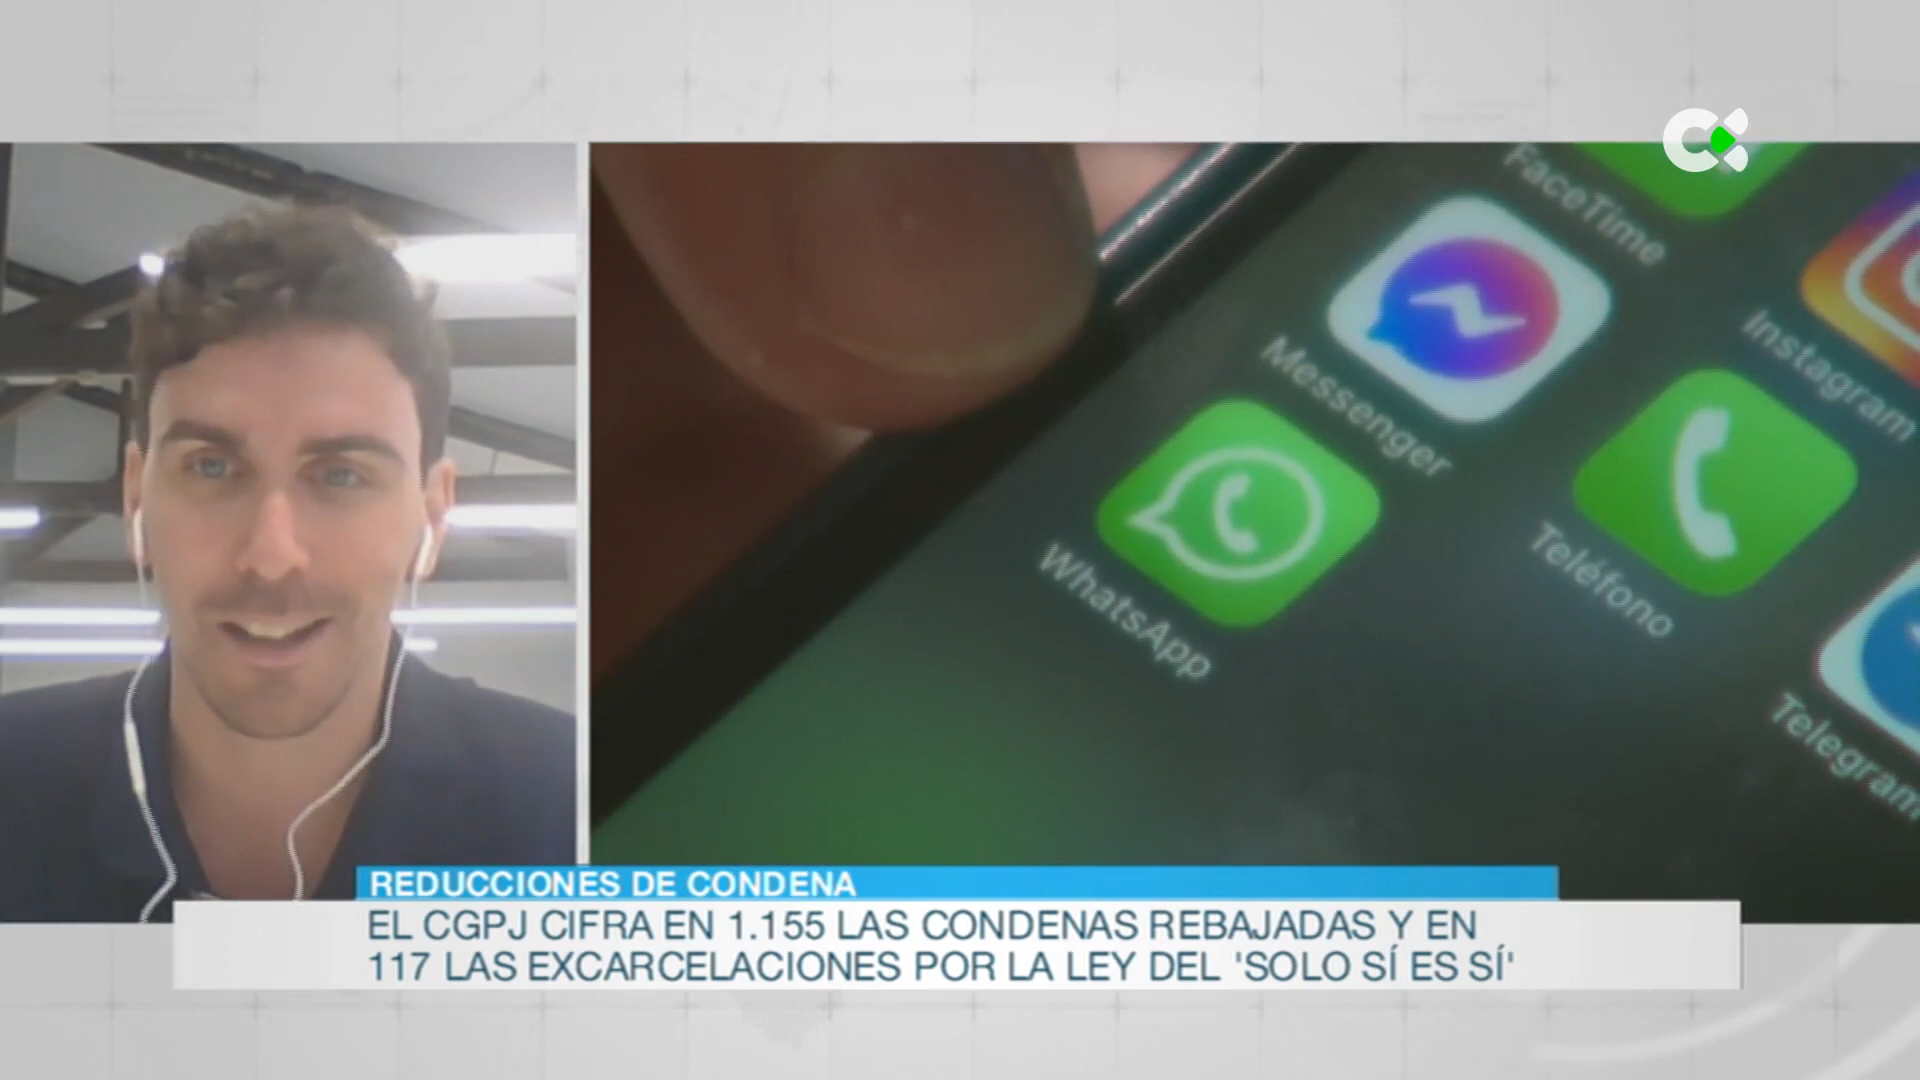 FaceTime
Messenger
Instagram
WhatsApp
Teléfono
Telegram
REDUCCIONES DE CONDENA
EL CGPJ CIFRA EN 1.155 LAS CONDENAS REBAJADAS Y EN
117 LAS EXCARCELACIONES POR LA LEY DEL 'SOLO SÍ ES SÍ'